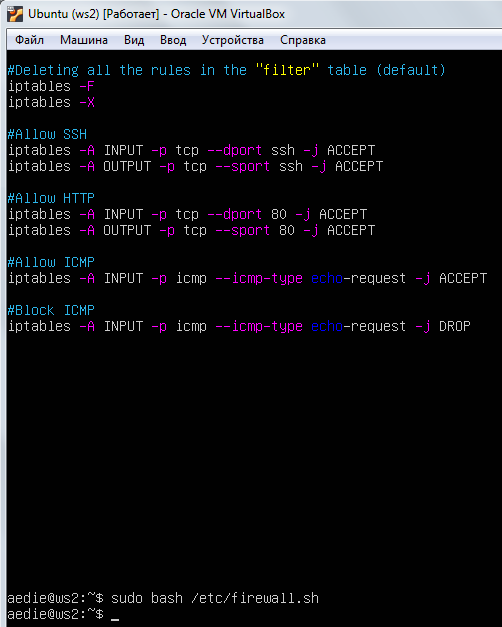 Ubuntu (ws2) [Работает] - Oracle VM VirtualBox
Файл Машина Вид Ввод Устройства Справка
#Deleting all the rules in the "filter" table (default)
iptables -F
iptables -X
#Allow SSH
iptables -A INPUT -p tcp --dport ssh -j ACCEPT
iptables -A OUTPUT -p tcp --sport ssh -j ACCEPT
#Allow HTTP
iptables -A INPUT -p tcp --dport 80 -j ACCEPT
iptables -A OUTPUT -p tcp --sport 80 -j ACCEPT
#Allow ICMP
iptables -A INPUT -p icmp --icmp-type echo-request -j ACCEPT
#Block ICMP
iptables -A INPUT -p icmp --icmp-type echo-request -j DROP
aedie@ws2:~$ sudo bash /etc/firewall.sh
aedie@ws2:~$ _